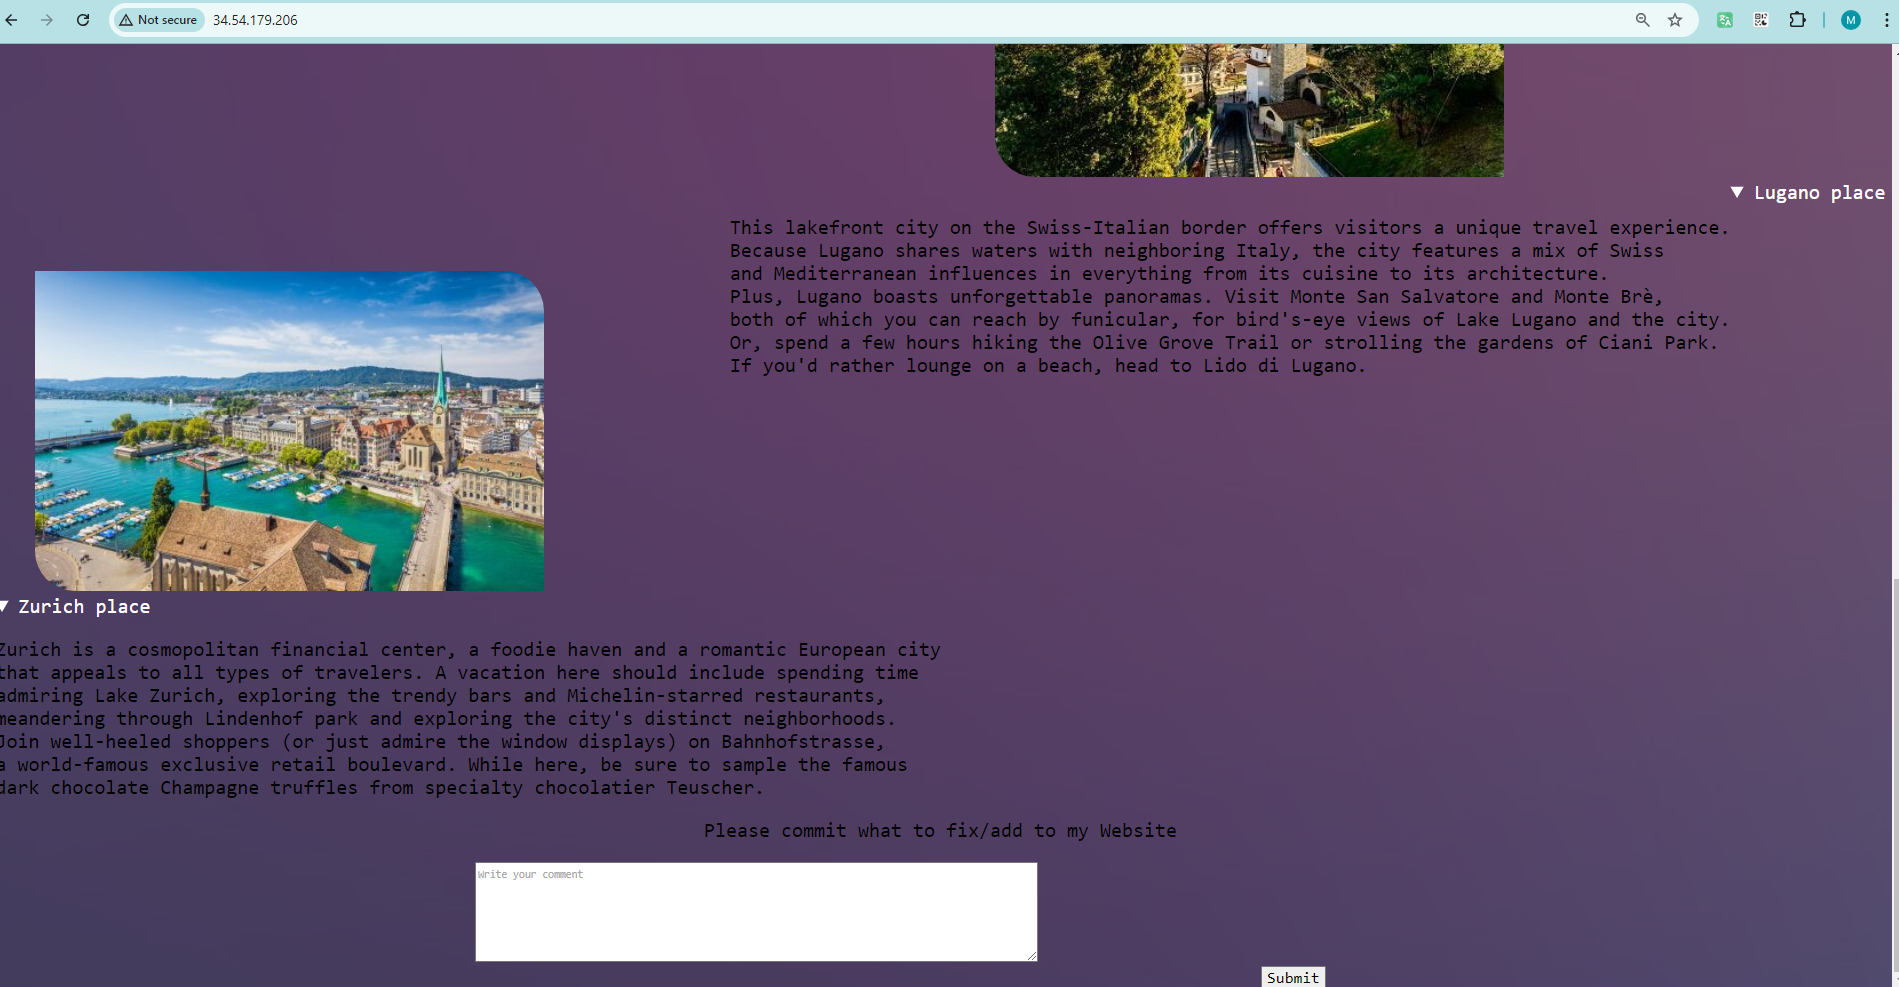 Not secure
34.54.179.206
M
Lugano place
This lakefront city on the Swiss-Italian border offers visitors a unique travel experience.
Because Lugano shares waters with neighboring Italy, the city features a mix of Swiss
and Mediterranean influences in everything from its cuisine to its architecture.
Plus, Lugano boasts unforgettable panoramas. Visit Monte San Salvatore and Monte Brè,
both of which you can reach by funicular, for bird's-eye views of Lake Lugano and the city.
Or, spend a few hours hiking the Olive Grove Trail or strolling the gardens of Ciani Park.
If you'd rather lounge on a beach, head to Lido di Lugano.
Zurich place
Zurich is a cosmopolitan financial center, a foodie haven and a romantic European city
that appeals to all types of travelers. A vacation here should include spending time
admiring Lake Zurich, exploring the trendy bars and Michelin-starred restaurants,
meandering through Lindenhof park and exploring the city's distinct neighborhoods.
Join well-heeled shoppers (or just admire the window displays) on Bahnhofstrasse,
a world-famous exclusive retail boulevard. While here, be sure to sample the famous
dark chocolate Champagne truffles from specialty chocolatier Teuscher.
Please commit what to fix/add to my Website
Write your comment
Submit